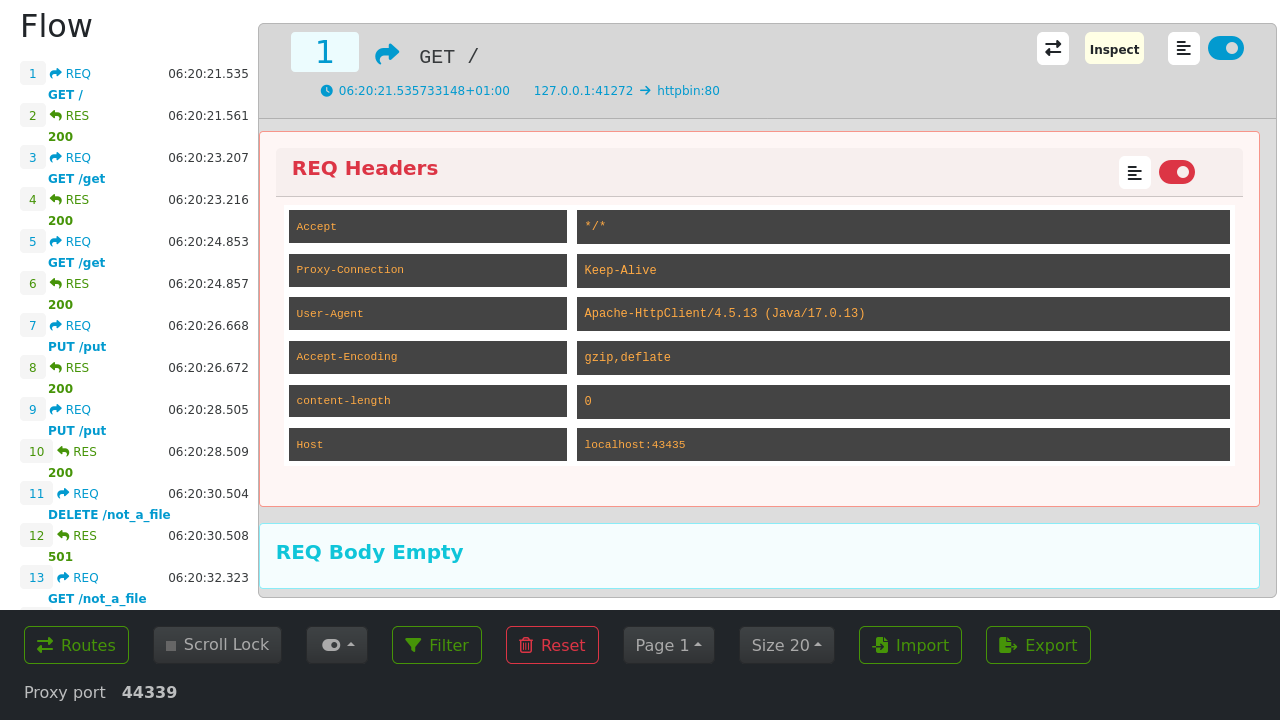 Flow
1 REQ 06:20:21.535
GET /
2 RES 06:20:21.561
200
3 REQ 06:20:23.207
GET /get
4 RES 06:20:23.216
200
5 REQ 06:20:24.853
GET /get
6 RES 06:20:24.857
200
7 REQ 06:20:26.668
PUT /put
8 RES 06:20:26.672
200
9 REQ 06:20:28.505
PUT /put
10 RES 06:20:28.509
200
11 REQ 06:20:30.504
DELETE /not_a_file
12 RES 06:20:30.508
501
13 REQ 06:20:32.323
GET /not_a_file
1 GET / Inspect
06:20:21.535733148+01:00 127.0.0.1:41272 → httpbin:80
REQ Headers
Accept */*
Proxy-Connection Keep-Alive
User-Agent Apache-HttpClient/4.5.13 (Java/17.0.13)
Accept-Encoding gzip,deflate
content-length 0
Host localhost:43435
REQ Body Empty
Routes Scroll Lock Filter Reset Page 1 Size 20 Import Export
Proxy port 44339